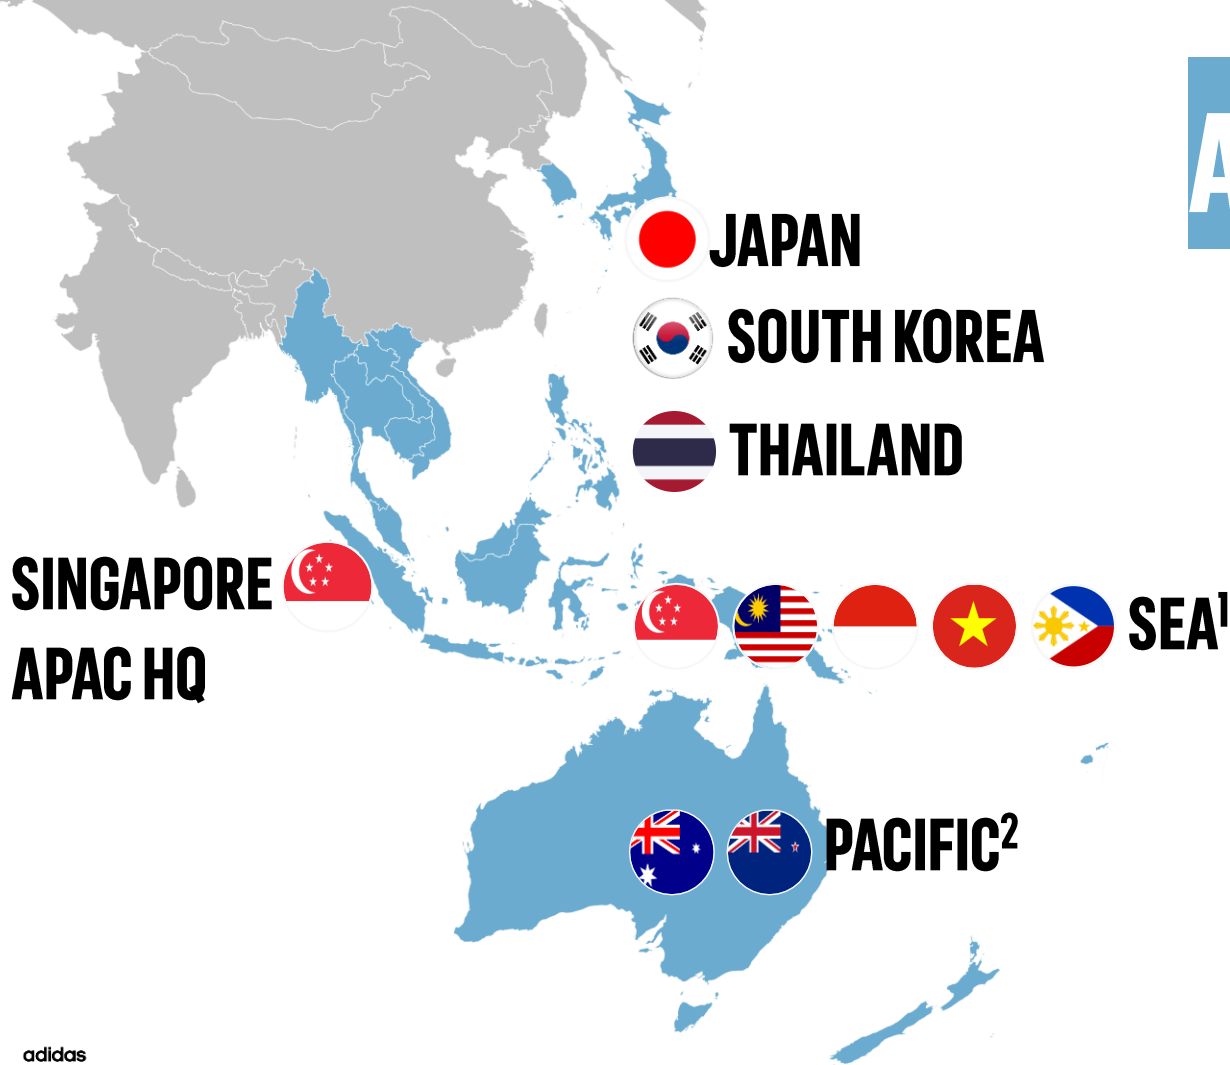 JAPAN
SOUTH KOREA
THAILAND
SINGAPORE
APAC HQ
SEA¹
PACIFIC²
adidas